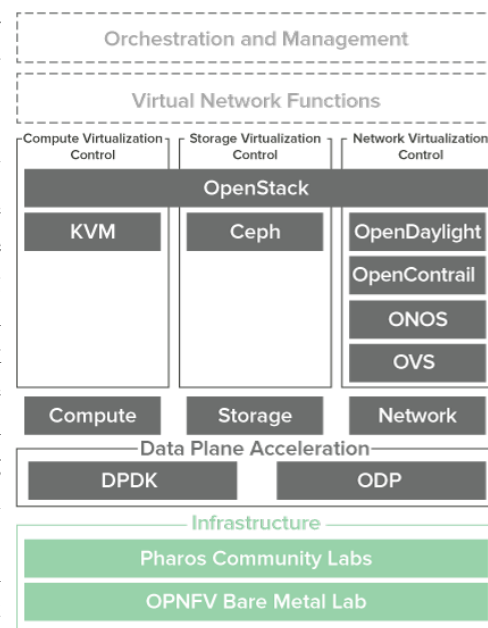 Orchestration and Management
Virtual Network Functions
Compute Virtualization
Control
Storage Virtualization
Control
Network Virtualization
Control
OpenStack
KVM
Ceph
OpenDaylight
OpenContrail
ONOS
OVS
Compute
Storage
Network
Data Plane Acceleration
DPDK
ODP
Infrastructure
Pharos Community Labs
OPNFV Bare Metal Lab